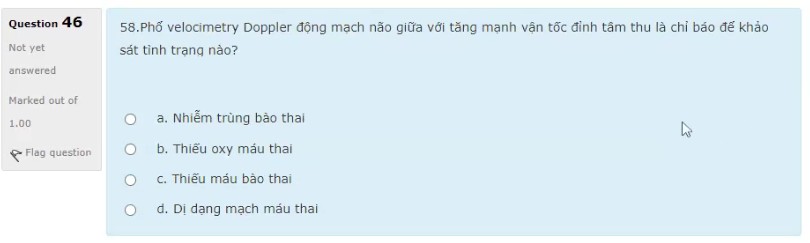 Question 46
Not yet
answered
Marked out of
1.00
Flag question
58.Phổ velocimetry Doppler động mạch não giữa với tăng mạnh vận tốc đỉnh tâm thu là chỉ báo để khảo
sát tình trạng nào?
a. Nhiễm trùng bào thai
b. Thiếu oxy máu thai
c. Thiếu máu bào thai
d. Dị dạng mạch máu thai